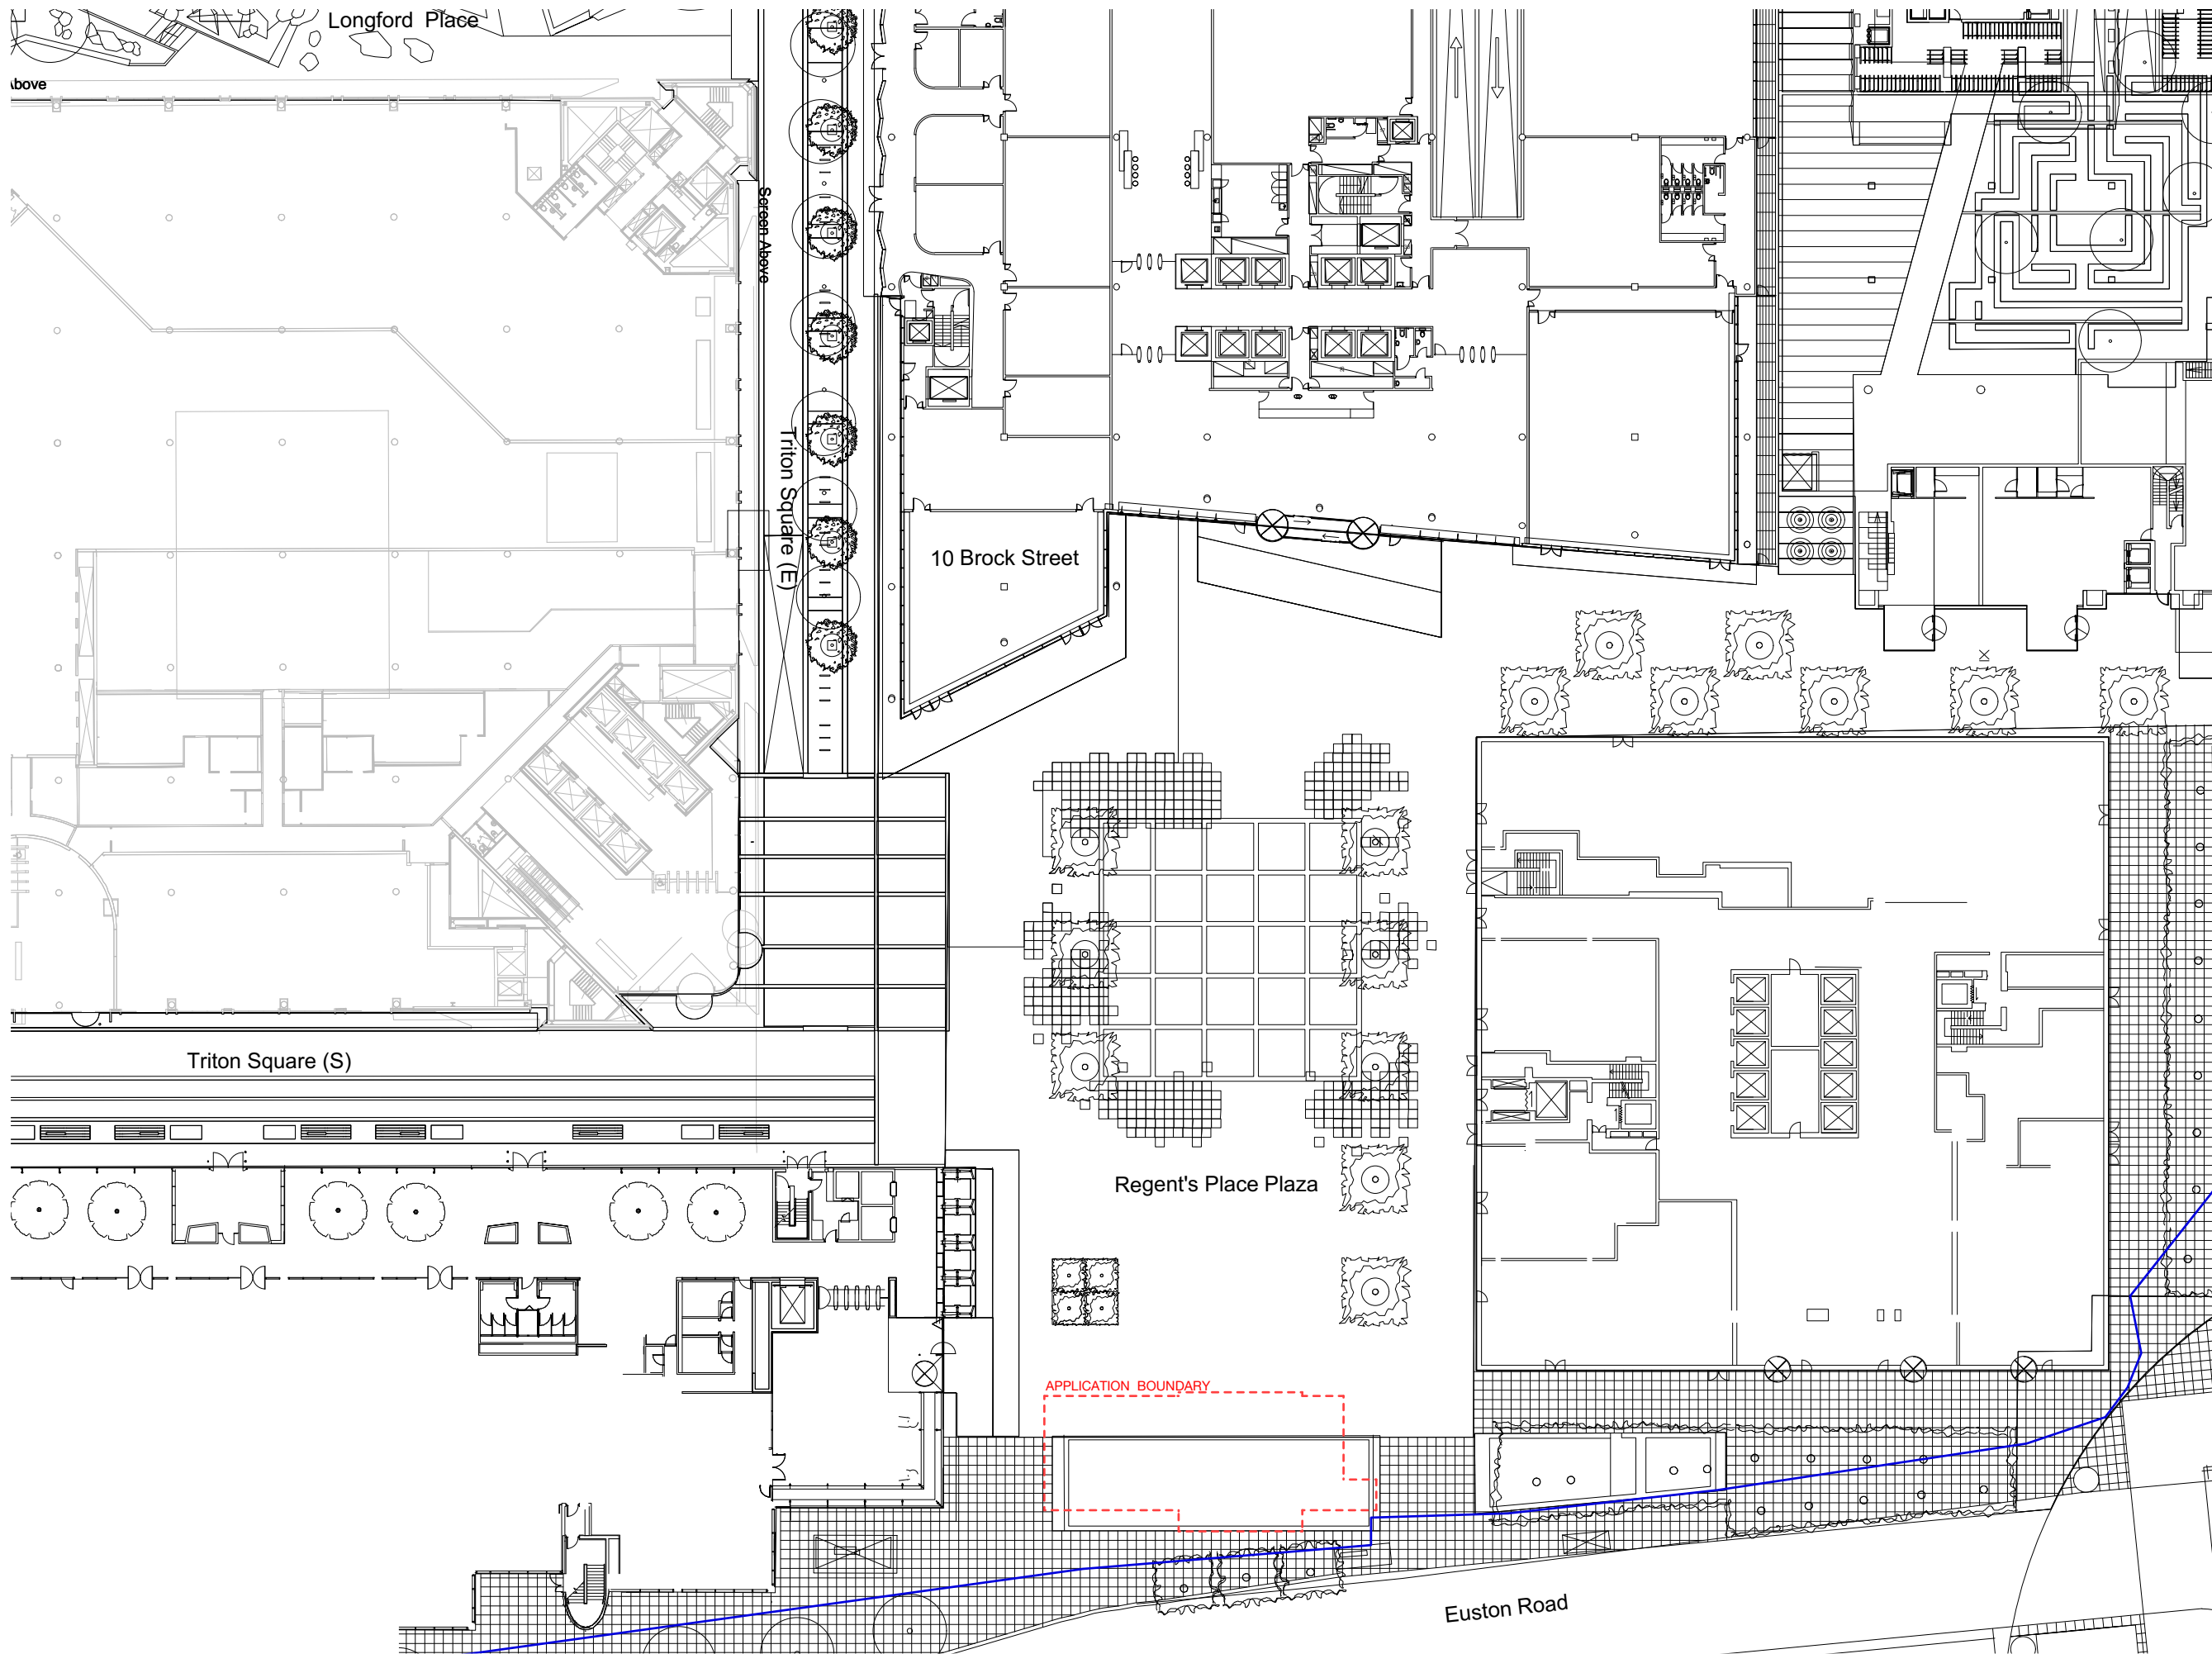 Longford Place
Above
Screen Above
Triton Square (E)
10 Brock Street
Triton Square (S)
Regent's Place Plaza
APPLICATION BOUNDARY
Euston Road